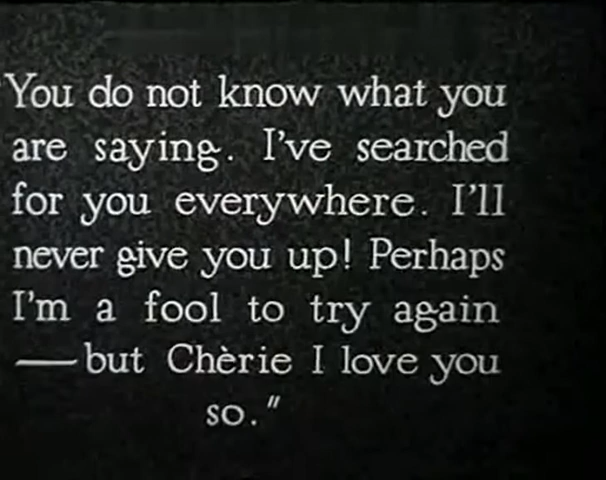 You do not know what you
are saying. I've searched
for you everywhere. I'll
never give you up! Perhaps
I'm a fool to try again
—but Chèrie I love you
so."